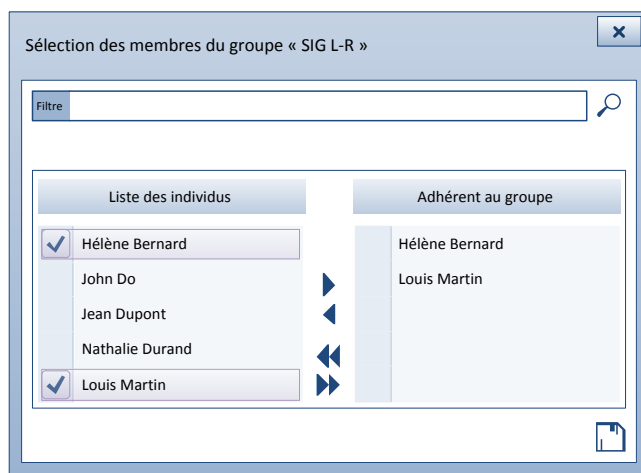 Sélection des membres du groupe « SIG L-R »
Filtre
Liste des individus
Hélène Bernard
John Do
Jean Dupont
Nathalie Durand
Louis Martin
Adhérent au groupe
Hélène Bernard
Louis Martin